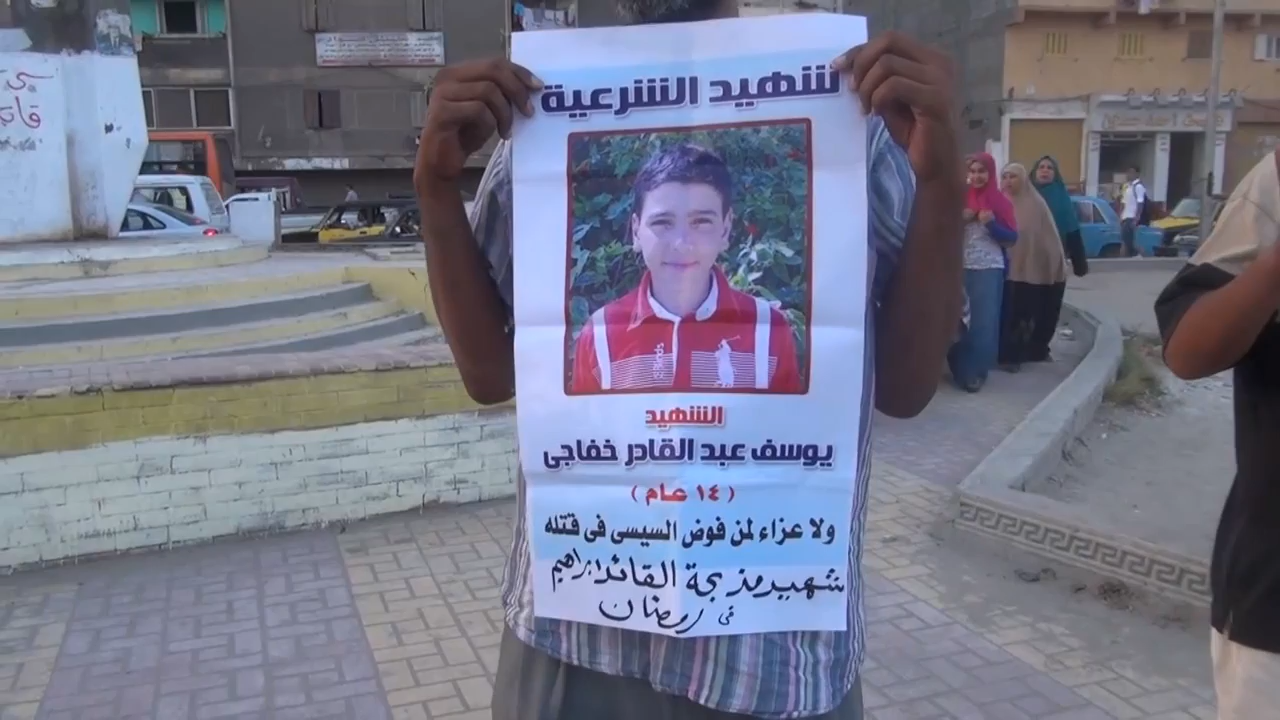 شهيد الشرعية
الشهيد
يوسف عبد القادر خفاجى
( ١٤ عام )
ولا عزاء لمن فوض السيسى فى قتله
شهيد مذبحة القائد ابراهيم
فى رمضان